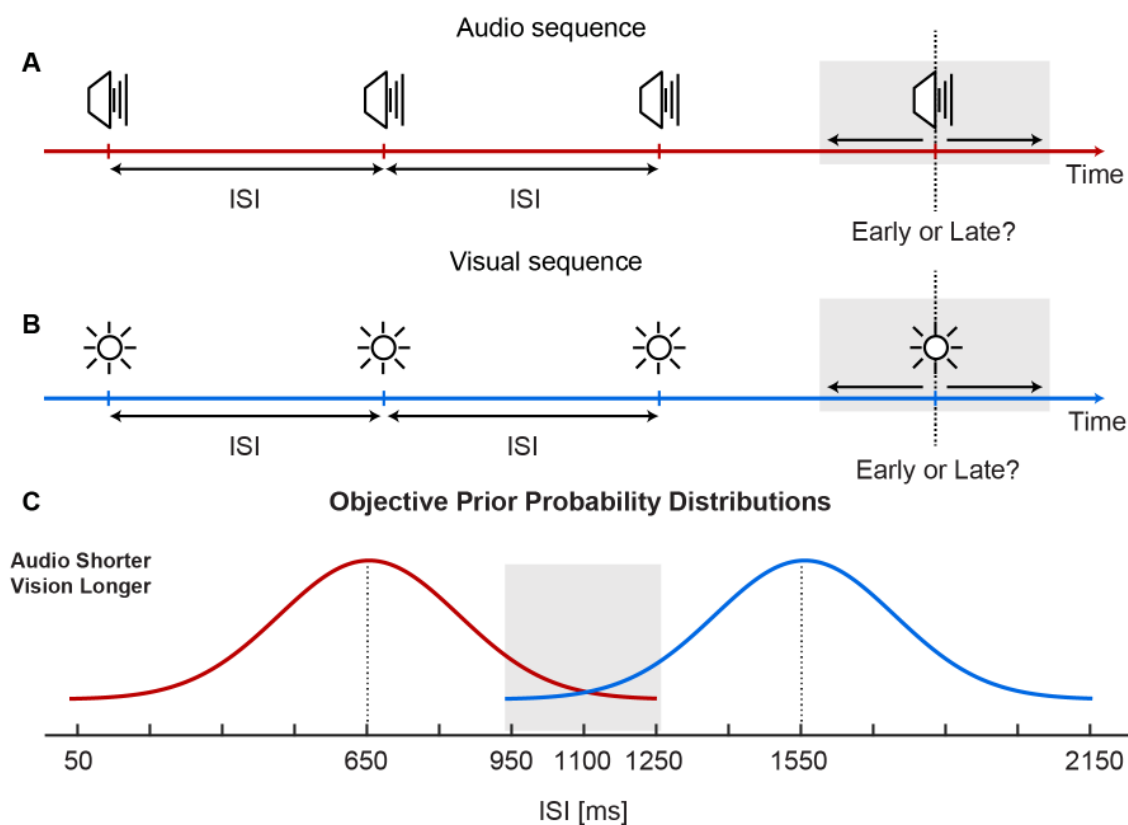 Audio sequence
A
ISI
ISI
Time
Early or Late?
Visual sequence
B
ISI
ISI
Time
Early or Late?
C
Objective Prior Probability Distributions
Audio Shorter
Vision Longer
50 650 950 1100 1250 1550 2150
ISI [ms]